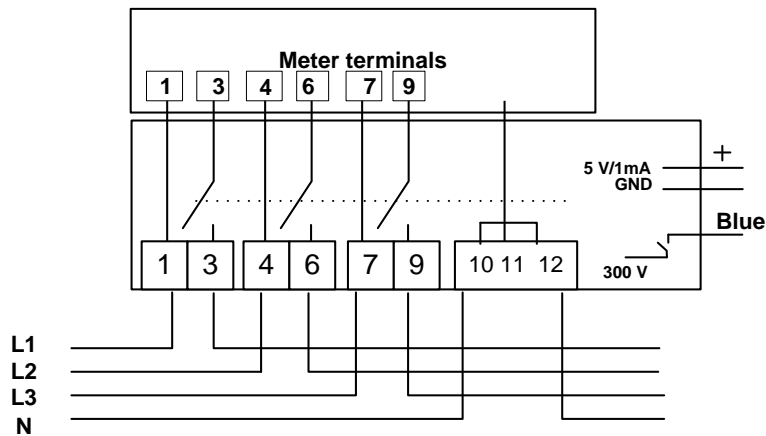 Meter terminals
1 3 4 6 7 9
5 V/1mA +
GND
Blue
1 3 4 6 7 9 10 11 12
300 V
L1
L2
L3
N